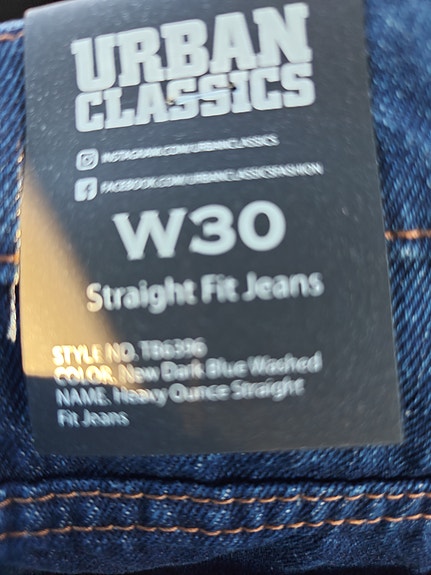 URBAN
CLASSICS
INSTAGRAM.COM/URBANCLASSICS
FACEBOOK.COM/URBANCLASSICSFASHION
W30
Straight Fit Jeans
STYLE NO. TB6396
COLOR. New Dark Blue Washed
NAME. Heavy Ounce Straight
Fit Jeans